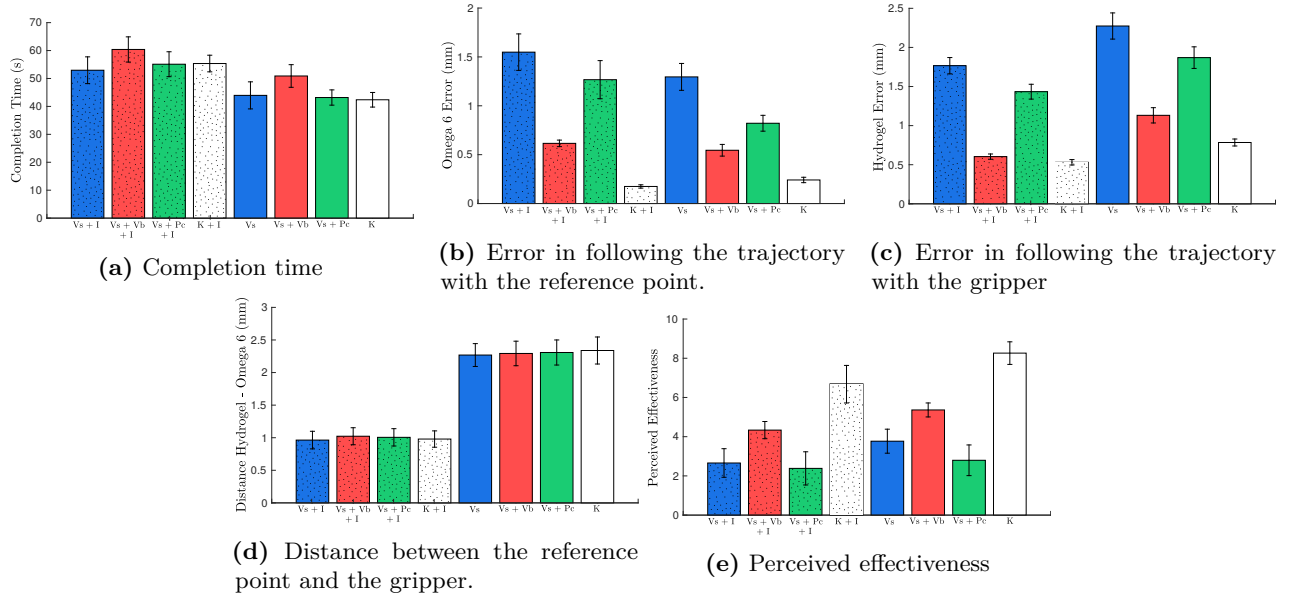 Completion Time (s)
70
60
50
40
30
20
10
0
Vs + I
Vs + Vb
+ I
Vs + Pc
+ I
K + I
Vs
Vs + Vb
Vs + Pc
K
(a) Completion time
Omega 6 Error (mm)
2
1.5
1
0.5
0
Vs + I
Vs + Vb
+ I
Vs + Pc
+ I
K + I
Vs
Vs + Vb
Vs + Pc
K
(b) Error in following the trajectory
with the reference point.
Hydrogel Error (mm)
2.5
2
1.5
1
0.5
0
Vs + I
Vs + Vb
+ I
Vs + Pc
+ I
K + I
Vs
Vs + Vb
Vs + Pc
K
(c) Error in following the trajectory
with the gripper
Distance Hydrogel - Omega 6 (mm)
3
2.5
2
1.5
1
0.5
0
Vs + I
Vs + Vb
+ I
Vs + Pc
+ I
K + I
Vs
Vs + Vb
Vs + Pc
K
(d) Distance between the reference
point and the gripper.
Perceived Effectiveness
10
8
6
4
2
0
Vs + I
Vs + Vb
+ I
Vs + Pc
+ I
K + I
Vs
Vs + Vb
Vs + Pc
K
(e) Perceived effectiveness